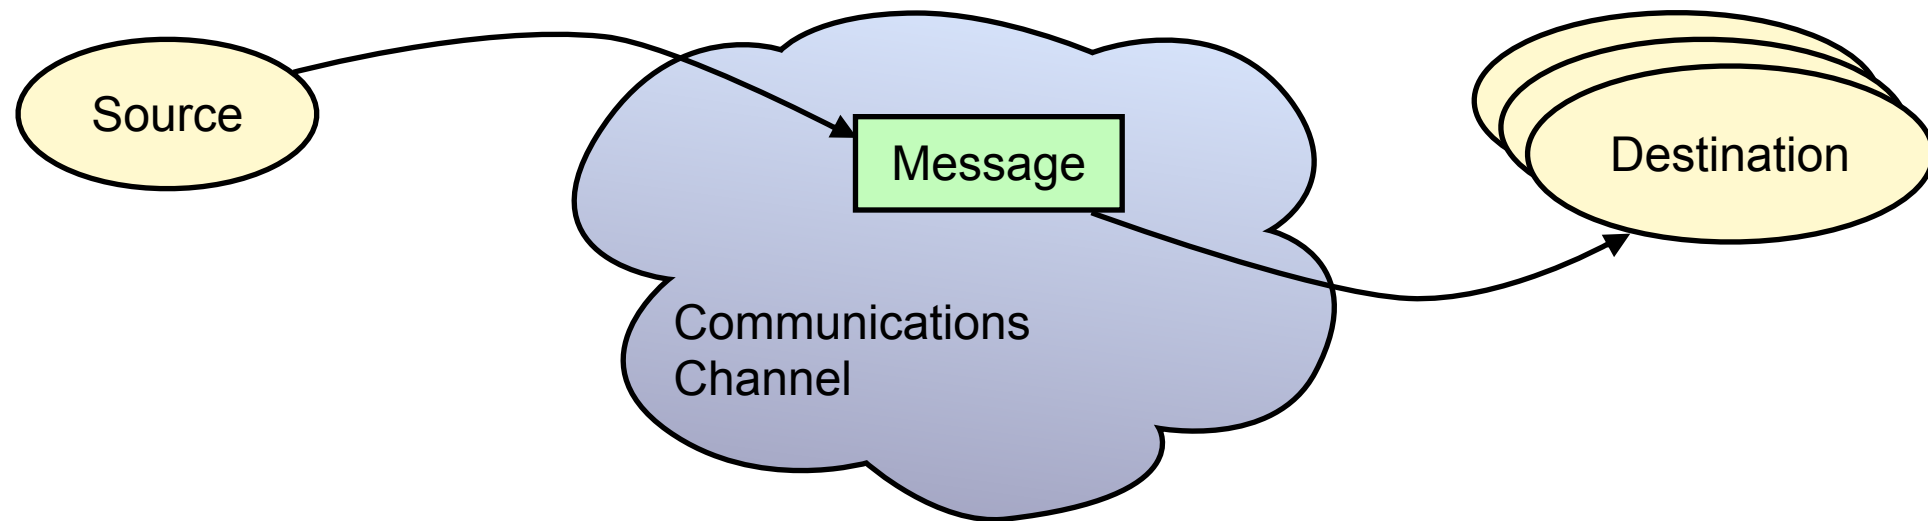 Source
Message
Destination
Communications
Channel